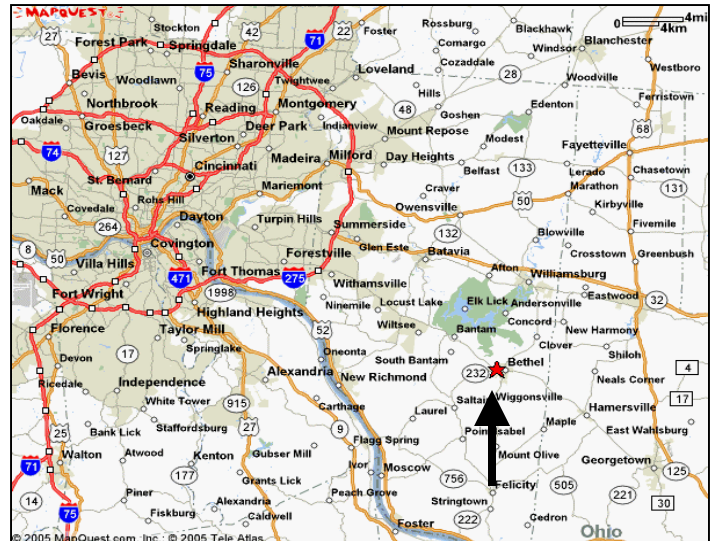 MAPQUEST
27
Stockton
42
71
22
Foster
Rossburg
Blackhawk
0 4mi
4km
Forest Park
Springdale
Comargo
Windsor
Blanchester
Bevis
75
Sharonville
Cozaddale
Westboro
Woodlawn
Twightwee
Loveland
28
Woodville
Northbrook
126
Hills
Oakdale
Reading
Montgomery
48
Goshen
Edenton
Ferristown
Groesbeck
Deer Park
Indianview
Mount Repose
68
Silverton
Modest
Fayetteville
74
127
Madeira
Milford
Day Heights
Belfast
133
Lerado
Chasetown
Cincinnati
Mack
St. Bernard
Mariemont
Craver
Marathon
131
Rohs Hill
Owensville
50
Kirbyville
Covedale
Dayton
Turpin Hills
Summerside
132
Blowville
Fivemile
264
Glen Este
Batavia
Crosstown
Greenbush
8
50
Covington
Forestville
Afton
Villa Hills
Fort Thomas
275
Withamsville
Williamsburg
471
Eastwood
Fort Wright
1998
Ninemile
Locust Lake
Elk Lick
Andersonville
32
Highland Heights
Florence
Taylor Mill
52
Wiltsee
Concord
New Harmony
Bantam
17
Springlake
Oneonta
Clover
Shiloh
Devon
South Bantam
Bethel
4
Ricedale
Alexandria
New Richmond
232
Neals Corner
Independence
17
White Tower
915
Carthage
Saltair
Wiggonsville
Hamersville
Laurel
25
Bank Lick
Staffordsburg
27
9
Flagg Spring
Point Isabel
Maple
East Wahlsburg
Walton
Atwood
Kenton
Gubser Mill
Mount Olive
71
177
Ivor
Moscow
Georgetown
Grants Lick
756
125
14
Piner
Alexandria
Peach Grove
Felicity
505
221
30
75
Fiskburg
Caldwell
Stringtown
222
Cedron
Foster
Ohio
© 2005 MapQuest.com, Inc.; © 2005 Tele Atlas